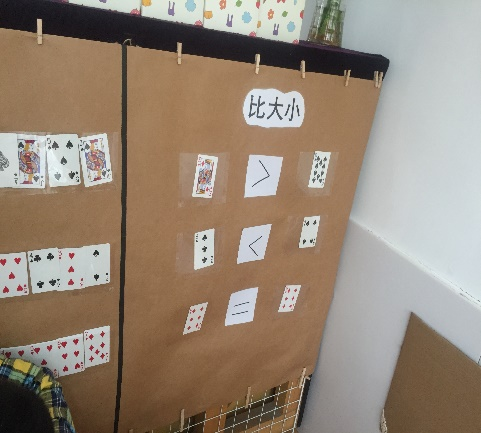 比大小
>
<
=